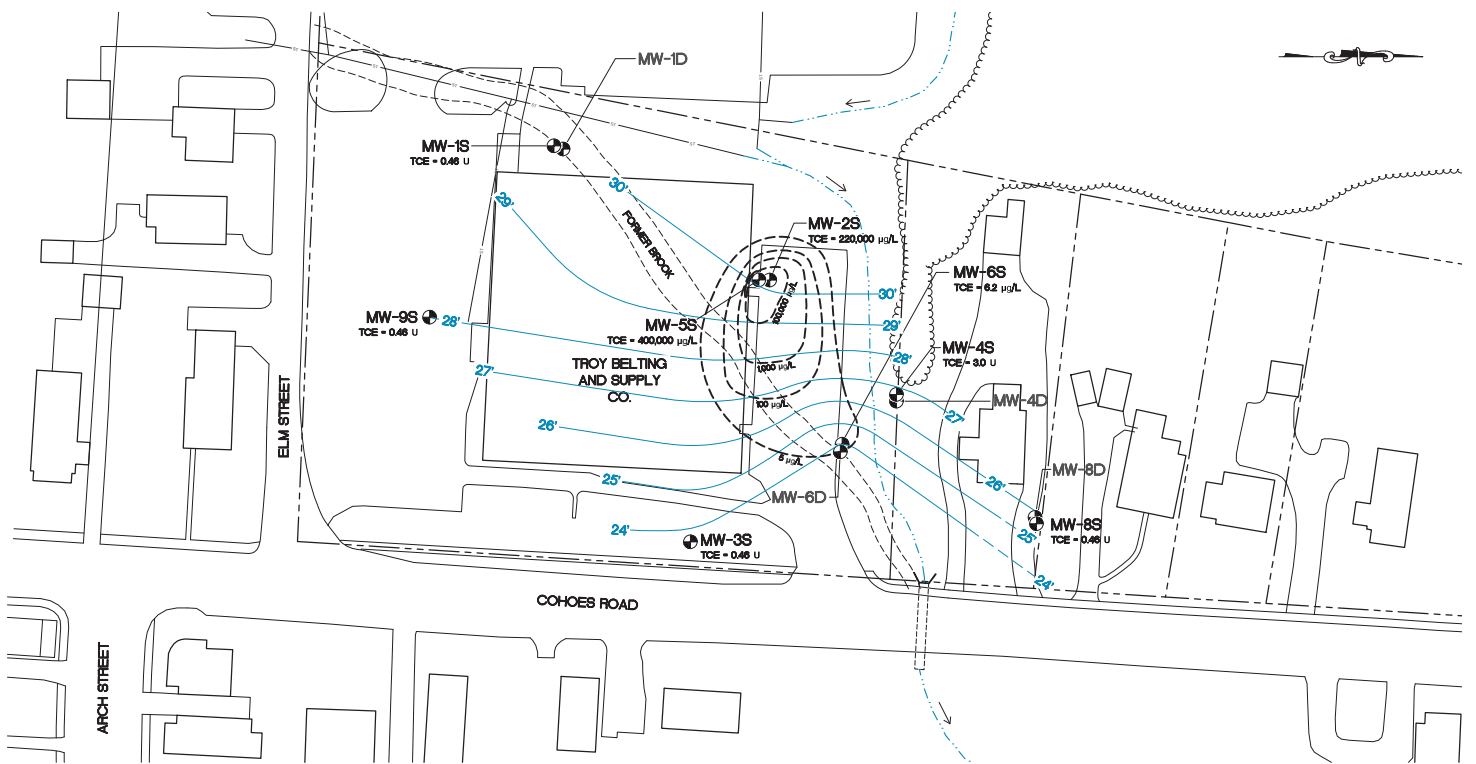 MW-1D
MW-1S
TCE = 0.46 U
30'
29'
FORMER BROOK
MW-2S
TCE = 220,000 µg/L
MW-6S
TCE = 6.2 µg/L
30'
100,000 µg/L
MW-9S
TCE = 0.46 U
28'
MW-5S
TCE = 400,000 µg/L
29'
28'
MW-4S
TCE = 3.0 U
TROY BELTING
AND SUPPLY
CO.
27'
1,000 µg/L
100 µg/L
MW-4D
27'
ELM STREET
26'
5 µg/L
MW-8D
25'
26'
MW-6D
24'
MW-3S
TCE = 0.46 U
MW-8S
TCE = 0.46 U
25'
24'
COHOES ROAD
ARCH STREET